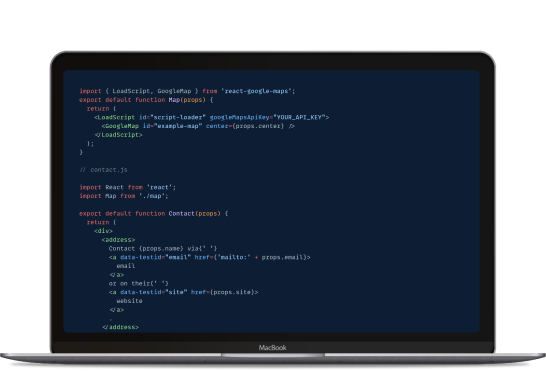 import { LoadScript, GoogleMap } from 'react-google-maps';
export default function Map(props) {
return (
<LoadScript id="script-loader" googleMapsApiKey="YOUR_API_KEY">
<GoogleMap id="example-map" center={props.center} />
</LoadScript>
);
}
// contact.js
import React from 'react';
import Map from './map';
export default function Contact(props) {
return (
<div>
<address>
Contact {props.name} via{' '}
<a data-testid="email" href={'mailto:' + props.email}>
email
</a>
or on their{' '}
<a data-testid="site" href={props.site}>
website
</a>
.
</address>
MacBook